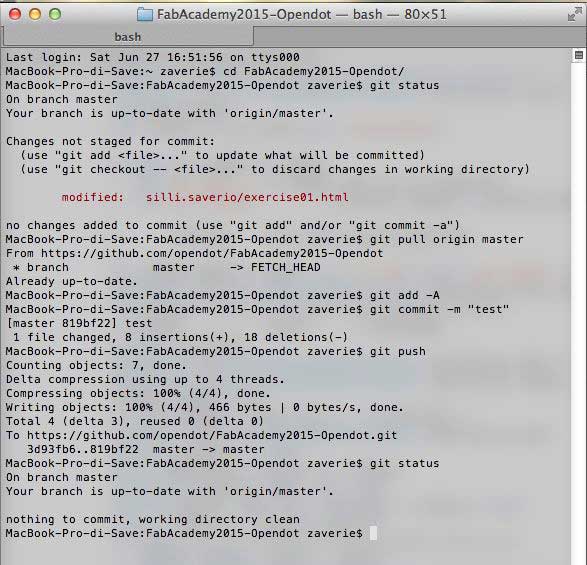 FabAcademy2015-Opendot — bash — 80×51
bash
Last login: Sat Jun 27 16:51:56 on ttys000
MacBook-Pro-di-Save:~ zaverie$ cd FabAcademy2015-Opendot/
MacBook-Pro-di-Save:FabAcademy2015-Opendot zaverie$ git status
On branch master
Your branch is up-to-date with 'origin/master'.
Changes not staged for commit:
(use "git add <file>..." to update what will be committed)
(use "git checkout -- <file>..." to discard changes in working directory)
modified: silli.saverio/exercise01.html
no changes added to commit (use "git add" and/or "git commit -a")
MacBook-Pro-di-Save:FabAcademy2015-Opendot zaverie$ git pull origin master
From https://github.com/opendot/FabAcademy2015-Opendot
* branch master -> FETCH_HEAD
Already up-to-date.
MacBook-Pro-di-Save:FabAcademy2015-Opendot zaverie$ git add -A
MacBook-Pro-di-Save:FabAcademy2015-Opendot zaverie$ git commit -m "test"
[master 819bf22] test
1 file changed, 8 insertions(+), 18 deletions(-)
MacBook-Pro-di-Save:FabAcademy2015-Opendot zaverie$ git push
Counting objects: 7, done.
Delta compression using up to 4 threads.
Compressing objects: 100% (4/4), done.
Writing objects: 100% (4/4), 466 bytes | 0 bytes/s, done.
Total 4 (delta 3), reused 0 (delta 0)
To https://github.com/opendot/FabAcademy2015-Opendot.git
3d93fb6..819bf22 master -> master
MacBook-Pro-di-Save:FabAcademy2015-Opendot zaverie$ git status
On branch master
Your branch is up-to-date with 'origin/master'.
nothing to commit, working directory clean
MacBook-Pro-di-Save:FabAcademy2015-Opendot zaverie$